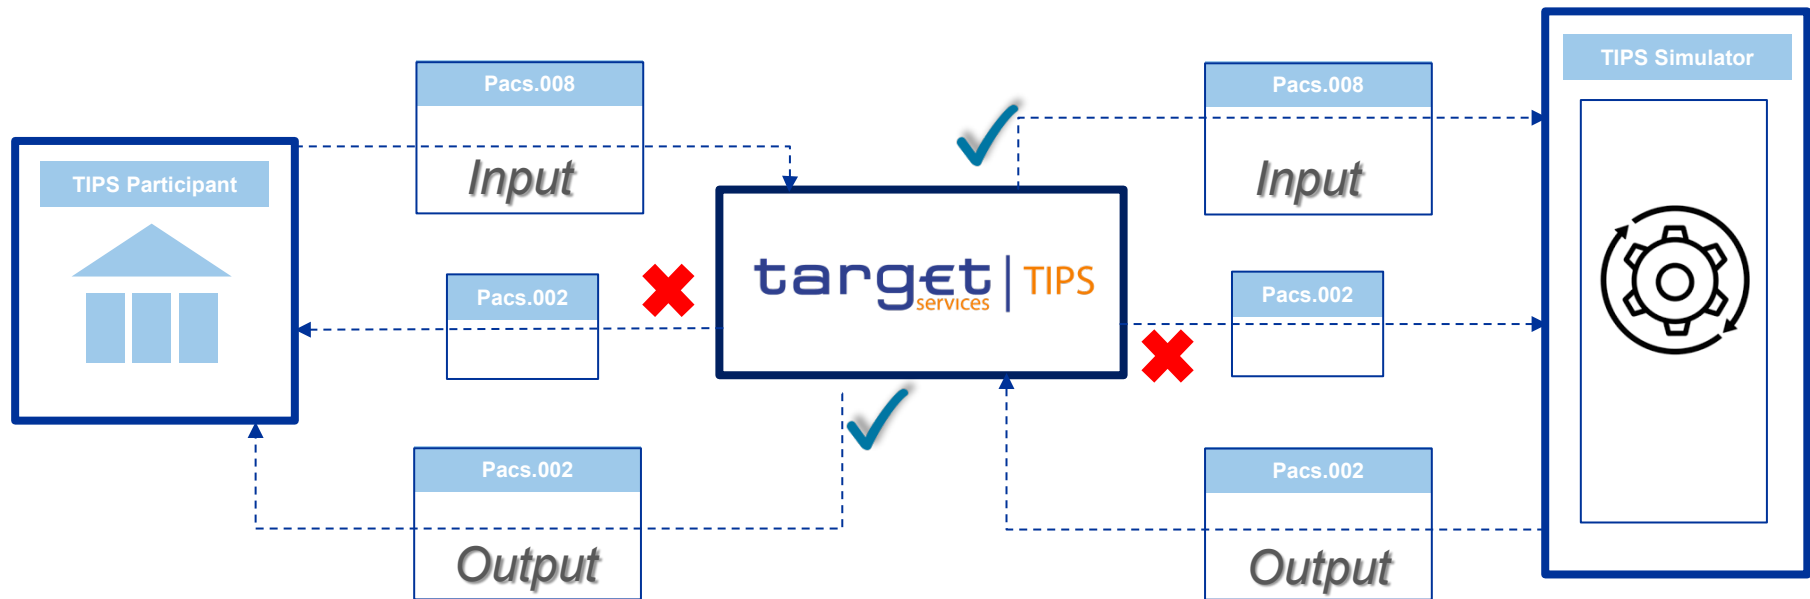 TIPS Simulator
Pacs.008
Pacs.008
Input
Input
TIPS Participant
target
services
TIPS
Pacs.002
Pacs.002
Pacs.002
Pacs.002
Output
Output